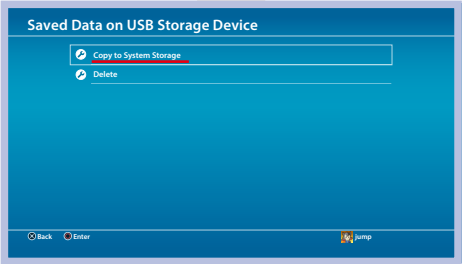 Saved Data on USB Storage Device
Copy to System Storage
Delete
Back Enter jump